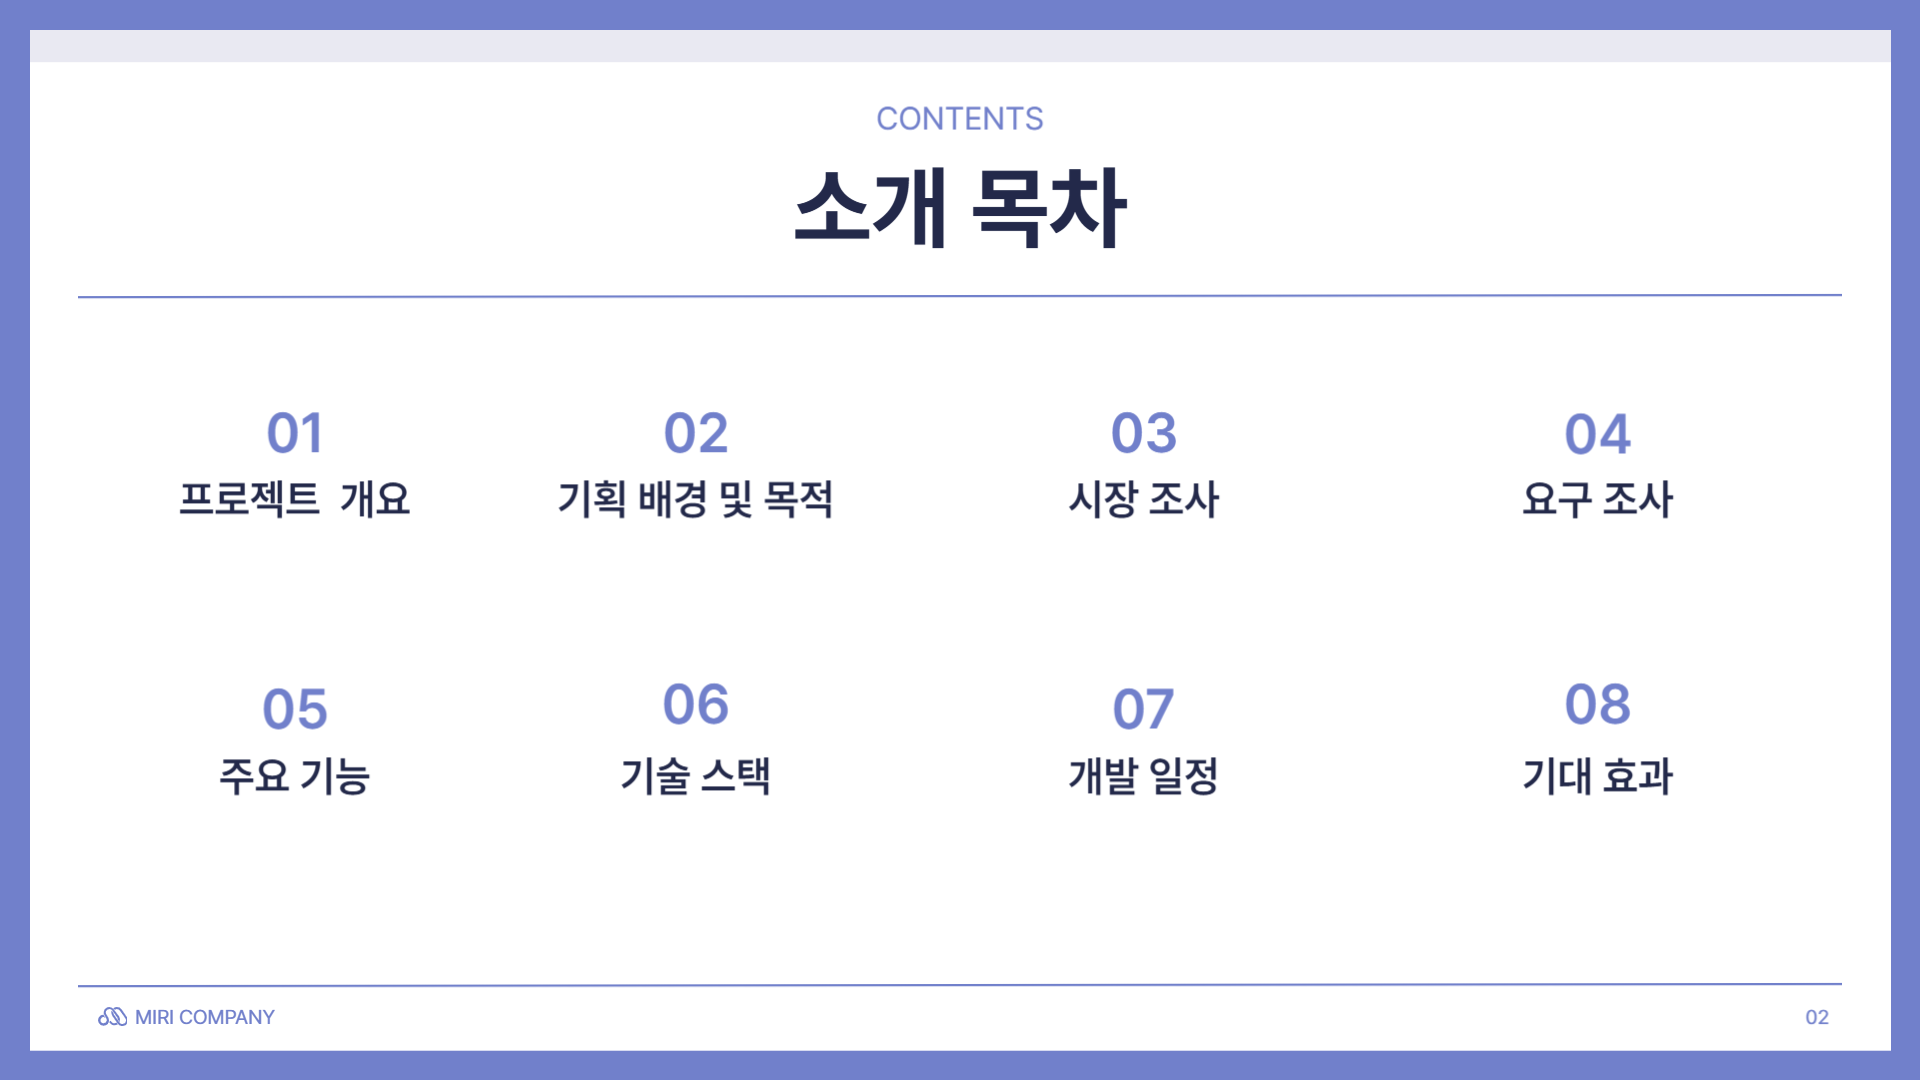 CONTENTS
소개 목차
01
프로젝트  개요
02
기획 배경 및 목적
03
시장 조사
04
요구 조사
05
주요 기능
06
기술 스택
07
개발 일정
08
기대 효과
MIRI COMPANY
02